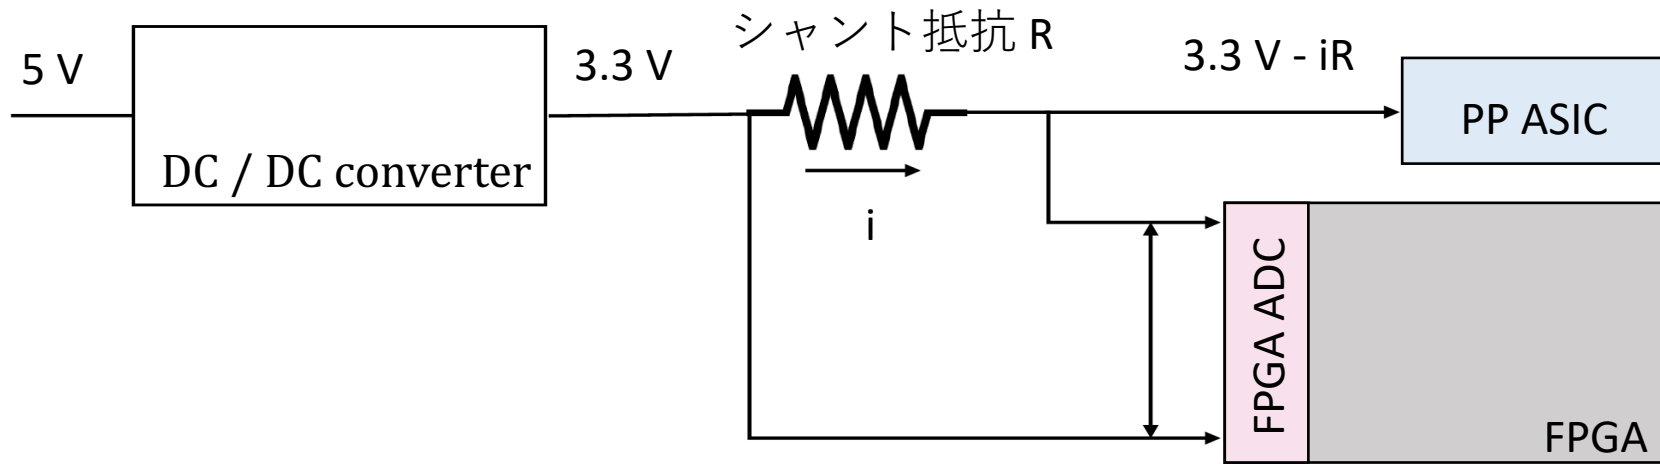 シャント抵抗 R
5 V
3.3 V
3.3 V - iR
DC / DC converter
PP ASIC
i
FPGA ADC
FPGA